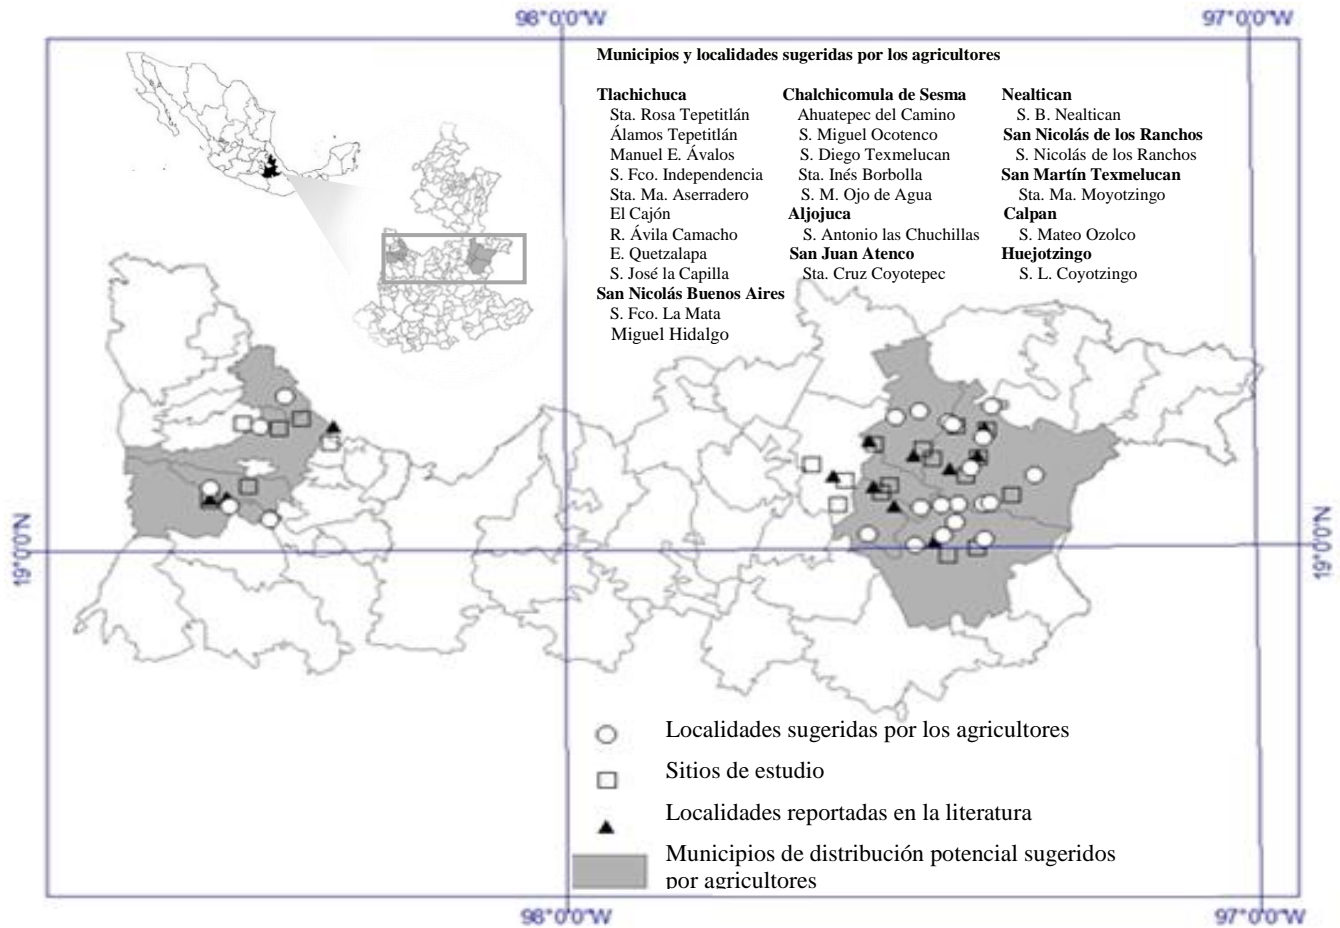 98°0'0"W
97°0'0"W
Municipios y localidades sugeridas por los agricultores
Tlachichuca
Sta. Rosa Tepetitlán
Álamos Tepetitlán
Manuel E. Ávalos
S. Fco. Independencia
Sta. Ma. Aserradero
El Cajón
R. Ávila Camacho
E. Quetzalapa
S. José la Capilla
San Nicolás Buenos Aires
S. Fco. La Mata
Miguel Hidalgo
Chalchicomula de Sesma
Ahuatepec del Camino
S. Miguel Ocotenco
S. Diego Texmelucan
Sta. Inés Borbolla
S. M. Ojo de Agua
Aljojuca
S. Antonio las Chuchillas
San Juan Atenco
Sta. Cruz Coyotepec
Nealtican
S. B. Nealtican
San Nicolás de los Ranchos
S. Nicolás de los Ranchos
San Martín Texmelucan
Sta. Ma. Moyotzingo
Calpan
S. Mateo Ozolco
Huejotzingo
S. L. Coyotzingo
19°0'0"N
19°0'0"N
Localidades sugeridas por los agricultores
Sitios de estudio
Localidades reportadas en la literatura
Municipios de distribución potencial sugeridos
por agricultores
98°0'0"W
97°0'0"W